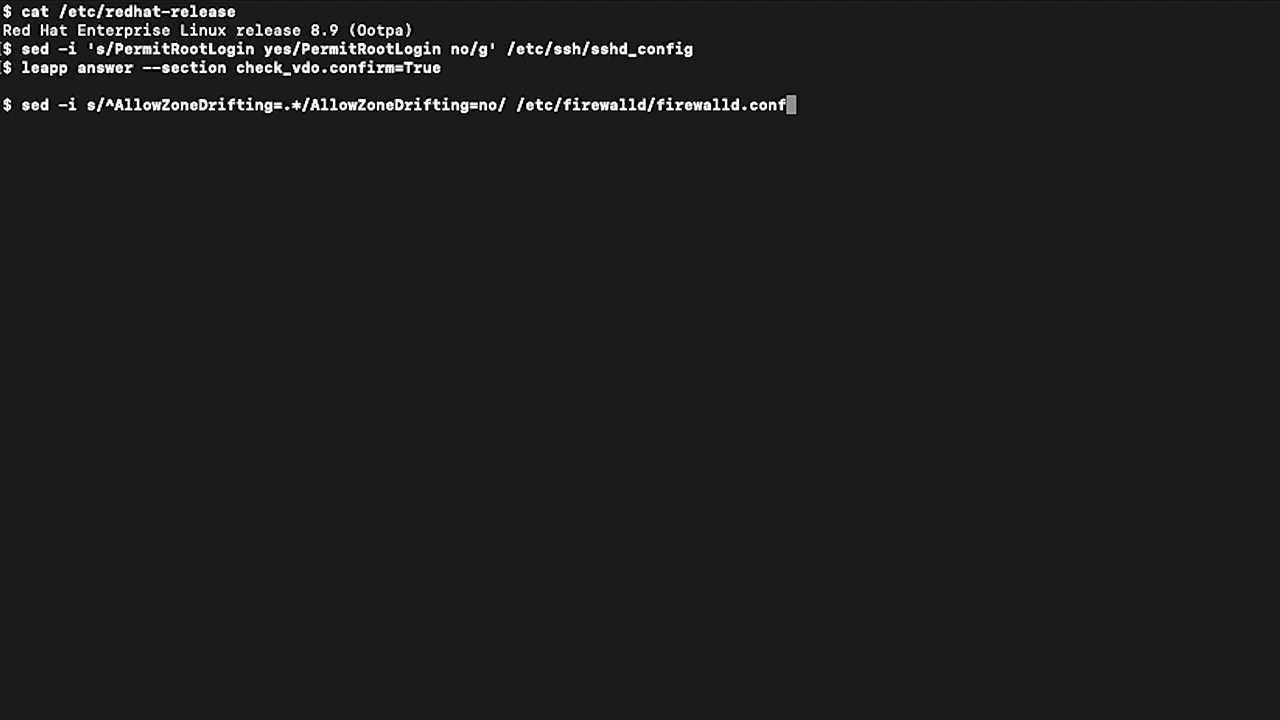 $ cat /etc/redhat-release
Red Hat Enterprise Linux release 8.9 (Ootpa)
[$ sed -i 's/PermitRootLogin yes/PermitRootLogin no/g' /etc/ssh/sshd_config
[$ leapp answer --section check_vdo.confirm=True
$ sed -i s/^AllowZoneDrifting=.*/AllowZoneDrifting=no/ /etc/firewalld/firewalld.conf